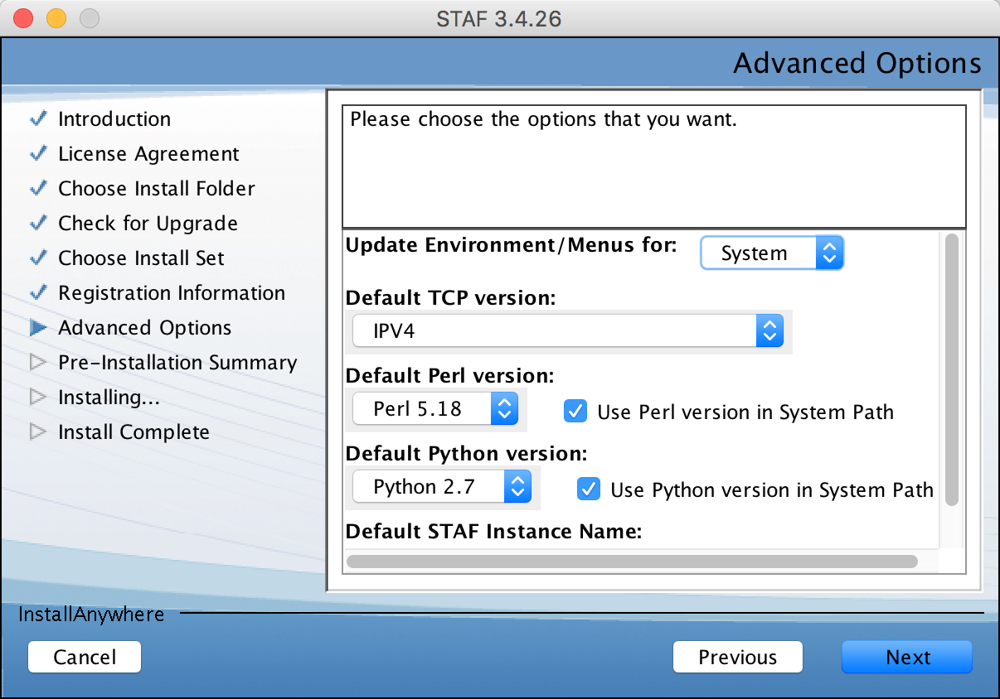 STAF 3.4.26
Advanced Options
Introduction
License Agreement
Choose Install Folder
Check for Upgrade
Choose Install Set
Registration Information
Advanced Options
Pre-Installation Summary
Installing...
Install Complete
Please choose the options that you want.
Update Environment/Menus for: System
Default TCP version:
IPV4
Default Perl version:
Perl 5.18 Use Perl version in System Path
Default Python version:
Python 2.7 Use Python version in System Path
Default STAF Instance Name:
InstallAnywhere
Cancel Previous Next